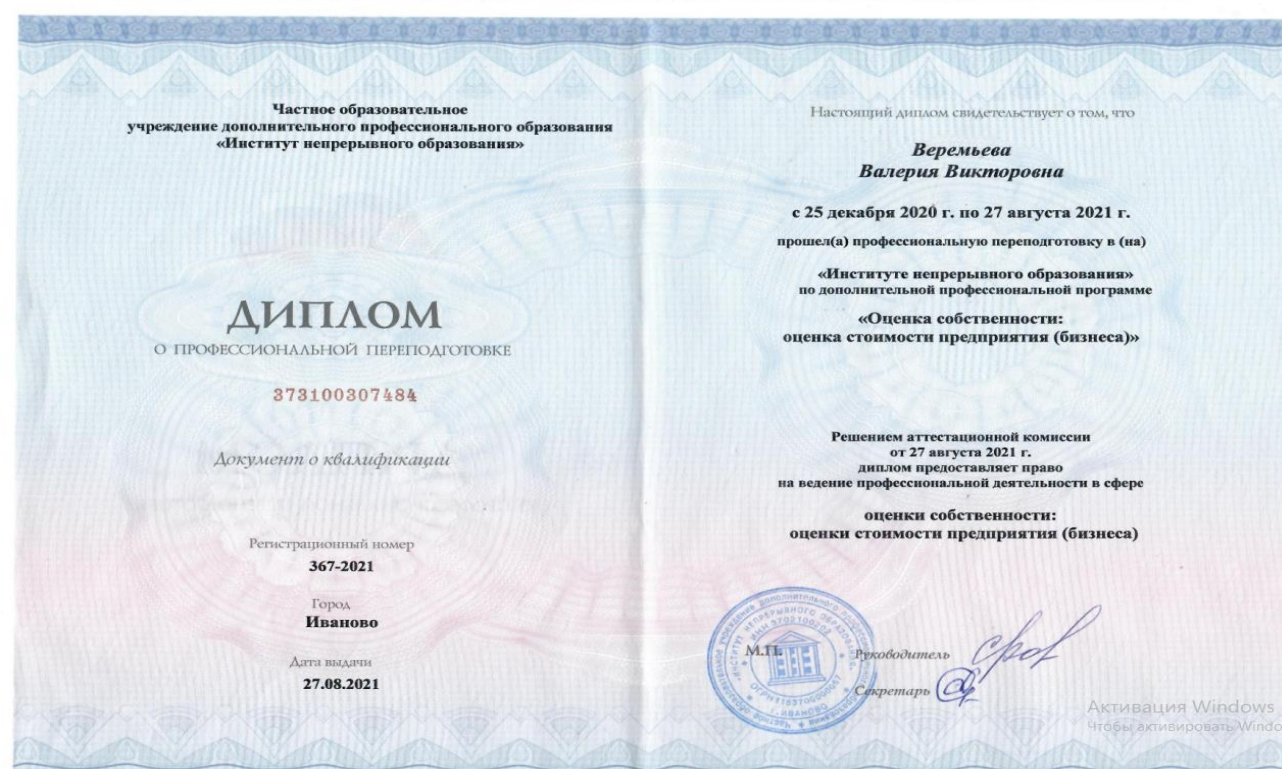 Частное образовательное
учреждение дополнительного профессионального образования
«Институт непрерывного образования»
ДИПЛОМ
О ПРОФЕССИОНАЛЬНОЙ ПЕРЕПОДГОТОВКЕ
373100307484
Документ о квалификации
Регистрационный номер
367-2021
Город
Иваново
Дата выдачи
27.08.2021
Настоящий диплом свидетельствует о том, что
Веремьева
Валерия Викторовна
с 25 декабря 2020 г. по 27 августа 2021 г.
прошел(а) профессиональную переподготовку в (на)
«Институте непрерывного образования»
по дополнительной профессиональной программе
«Оценка собственности:
оценка стоимости предприятия (бизнеса)»
Решением аттестационной комиссии
от 27 августа 2021 г.
диплом предоставляет право
на ведение профессиональной деятельности в сфере
оценки собственности:
оценки стоимости предприятия (бизнеса)
М.П.
Руководитель
Секретарь
Активация Windows
Чтобы активировать Windo